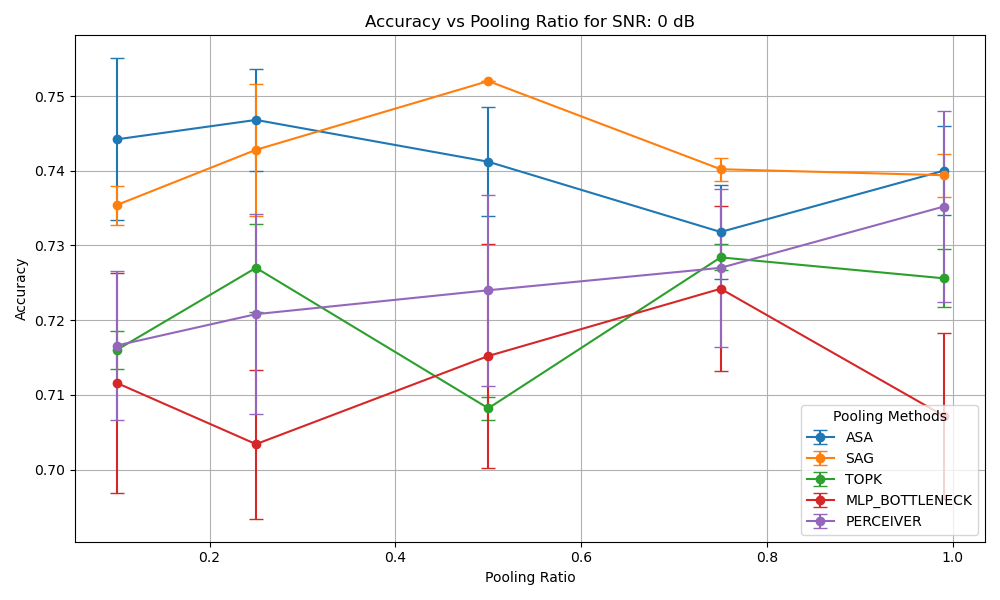 Accuracy vs Pooling Ratio for SNR: 0 dB
0.75
0.74
0.73
0.72
0.71
0.70
Accuracy
0.2
0.4
0.6
0.8
1.0
Pooling Ratio
Pooling Methods
ASA
SAG
TOPK
MLP_BOTTLENECK
PERCEIVER